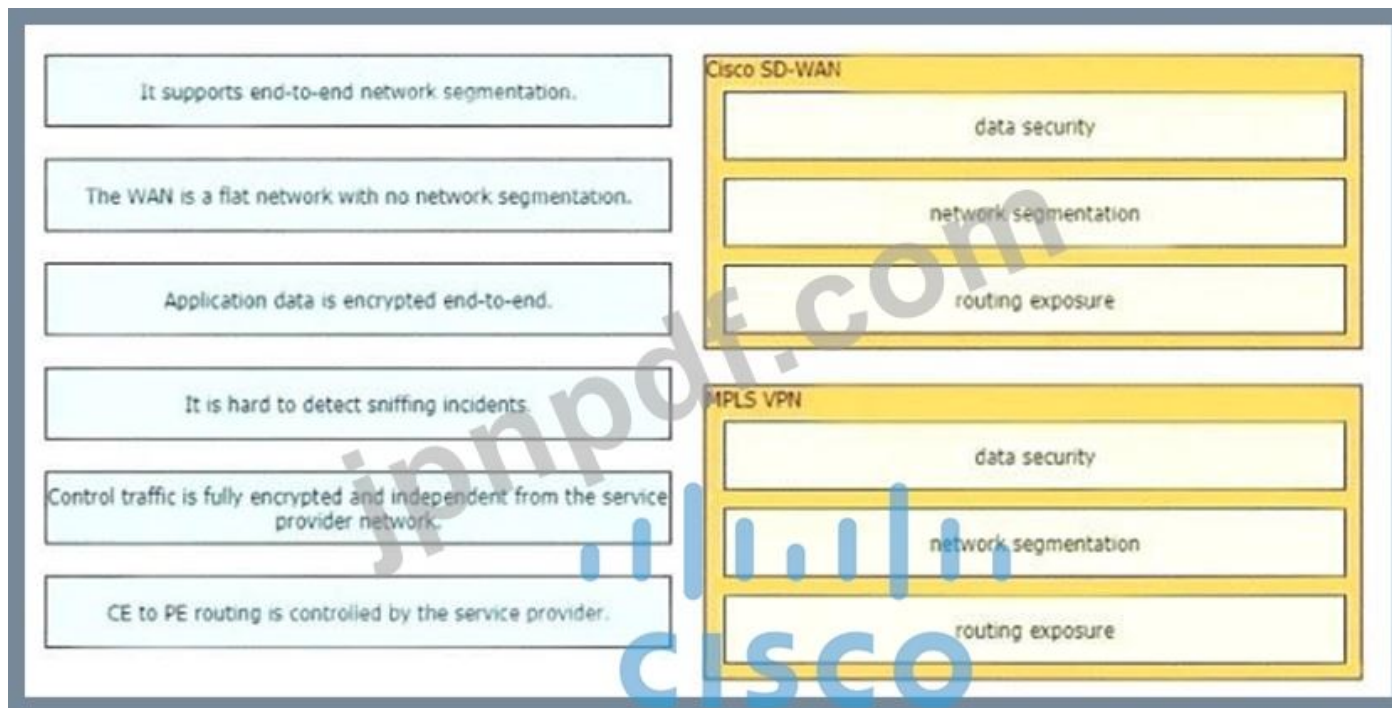 It supports end-to-end network segmentation.
The WAN is a flat network with no network segmentation.
Application data is encrypted end-to-end.
It is hard to detect sniffing incidents.
Control traffic is fully encrypted and independent from the service
provider network.
CE to PE routing is controlled by the service provider.
Cisco SD-WAN
data security
network segmentation
routing exposure
MPLS VPN
data security
network segmentation
routing exposure
jpnpdf.com
CISCO